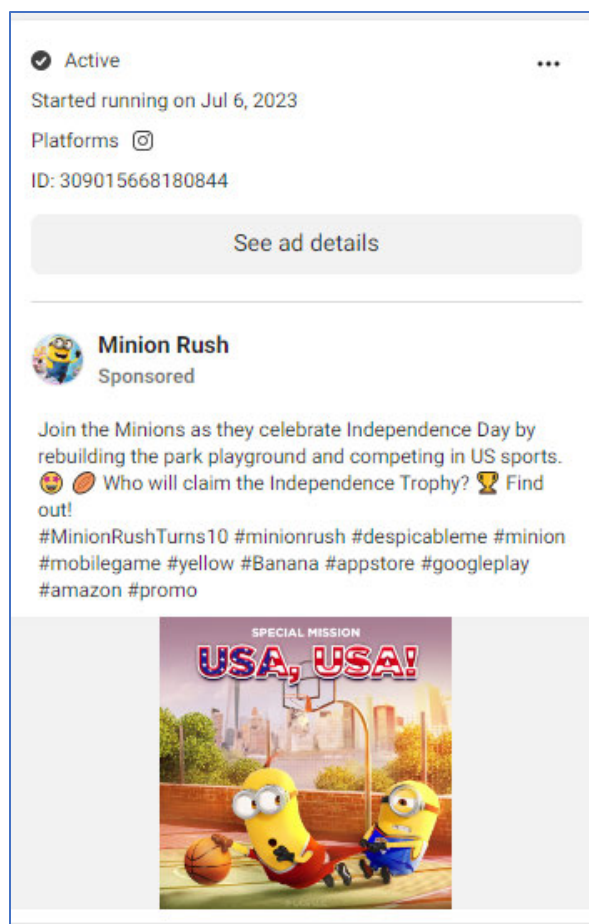 Active
Started running on Jul 6, 2023
Platforms
ID: 309015668180844
See ad details
Minion Rush
Sponsored
Join the Minions as they celebrate Independence Day by
rebuilding the park playground and competing in US sports.
🤩 🏉 Who will claim the Independence Trophy? 🏆 Find
out!
#MinionRushTurns10 #minionrush #despicableme #minion
#mobilegame #yellow #Banana #appstore #googleplay
#amazon #promo
SPECIAL MISSION
USA, USA!